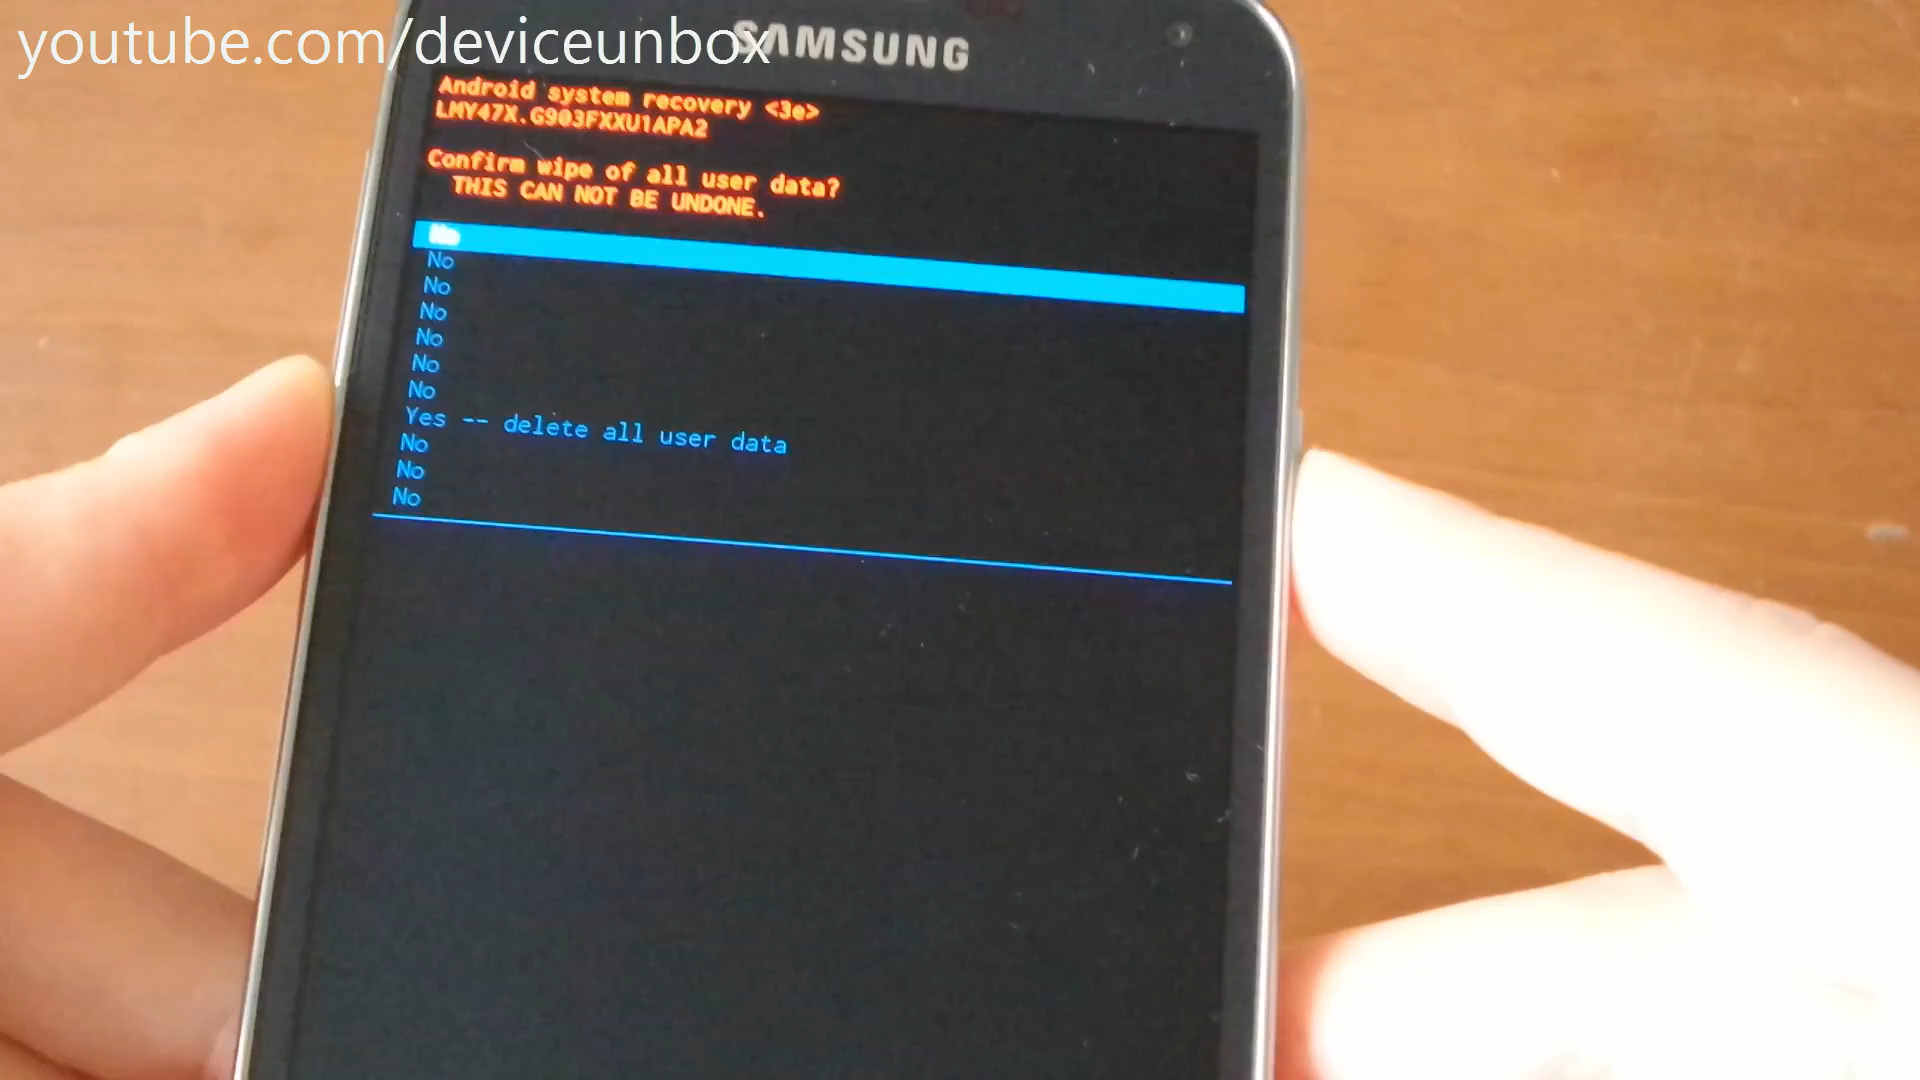 youtube.com/deviceunbox
SAMSUNG
Android system recovery <3e>
LMY47X.G903FXXU1APA2
Confirm wipe of all user data?
THIS CAN NOT BE UNDONE.
No
No
No
No
No
No
No
Yes -- delete all user data
No
No
No